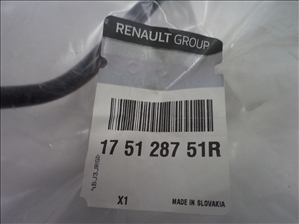 RENAULT GROUP
17 51 287 51R
X1
MADE IN SLOVAKIA